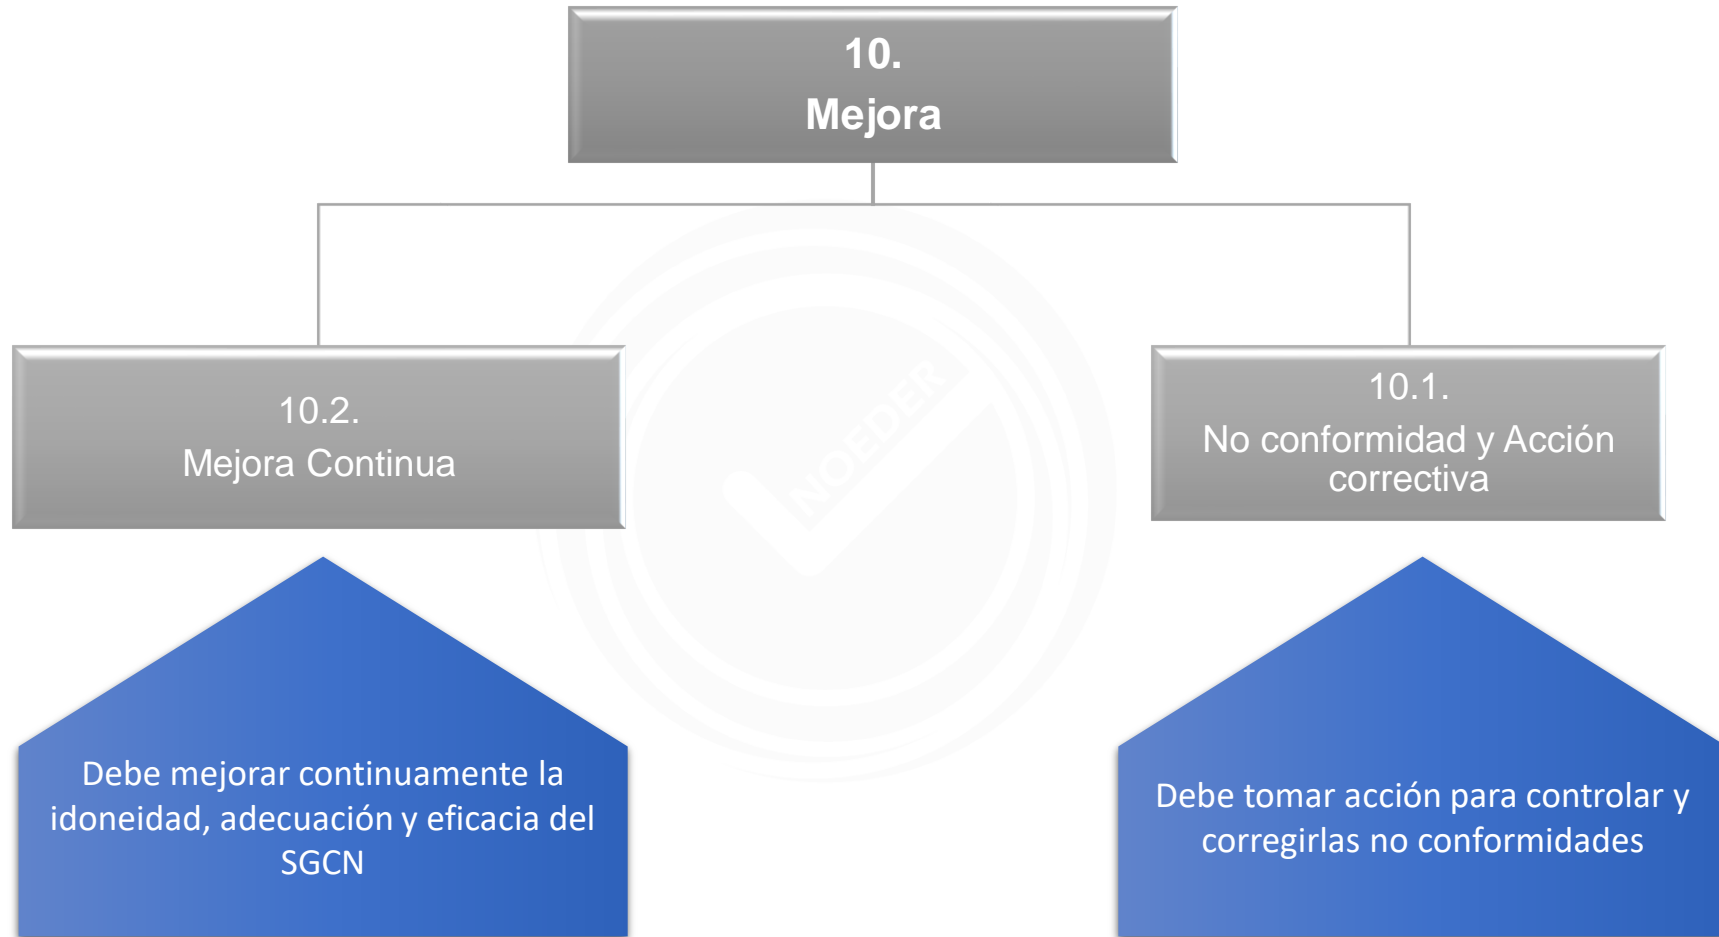 10.
Mejora
10.2.
Mejora Continua
10.1.
No conformidad y Acción
correctiva
NOEDER
Debe mejorar continuamente la
idoneidad, adecuación y eficacia del
SGCN
Debe tomar acción para controlar y
corregirlas no conformidades